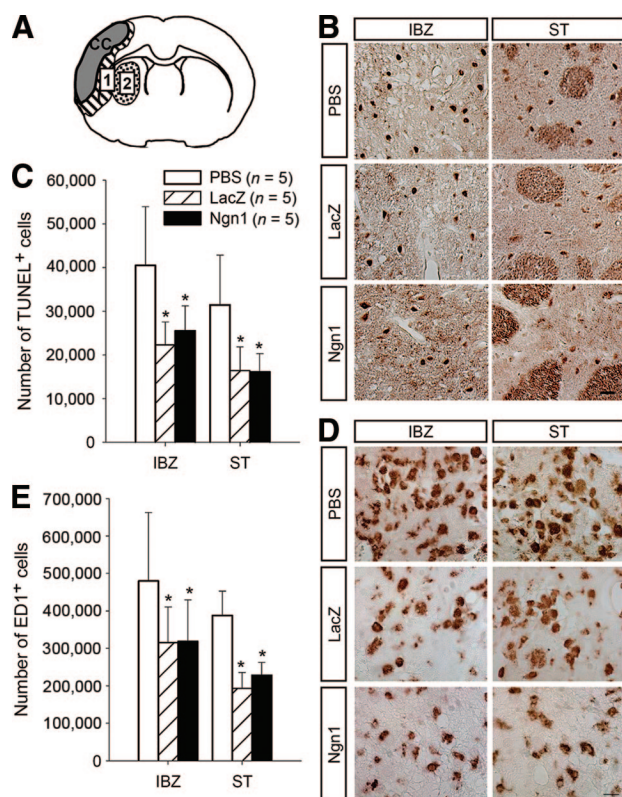 A
CC
1
2
B
IBZ
ST
PBS
LacZ
Ngn1
C
PBS (n = 5)
LacZ (n = 5)
Ngn1 (n = 5)
Number of TUNEL+ cells
60,000
50,000
40,000
30,000
20,000
10,000
0
* * * *
IBZ ST
D
IBZ
ST
PBS
LacZ
Ngn1
E
Number of ED1+ cells
700,000
600,000
500,000
400,000
300,000
200,000
100,000
0
* * * *
IBZ ST